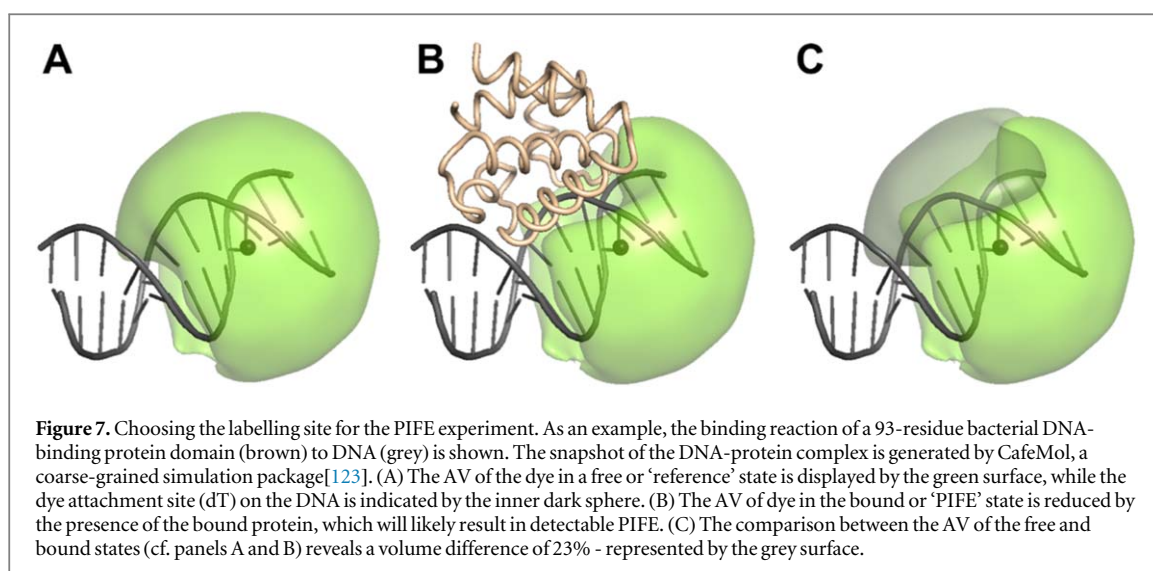 A
B
C
Figure 7. Choosing the labelling site for the PIFE experiment. As an example, the binding reaction of a 93-residue bacterial DNA-
binding protein domain (brown) to DNA (grey) is shown. The snapshot of the DNA-protein complex is generated by CafeMol, a
coarse-grained simulation package[123]. (A) The AV of the dye in a free or ‘reference’ state is displayed by the green surface, while the
dye attachment site (dT) on the DNA is indicated by the inner dark sphere. (B) The AV of dye in the bound or ‘PIFE’ state is reduced by
the presence of the bound protein, which will likely result in detectable PIFE. (C) The comparison between the AV of the free and
bound states (cf. panels A and B) reveals a volume difference of 23% - represented by the grey surface.